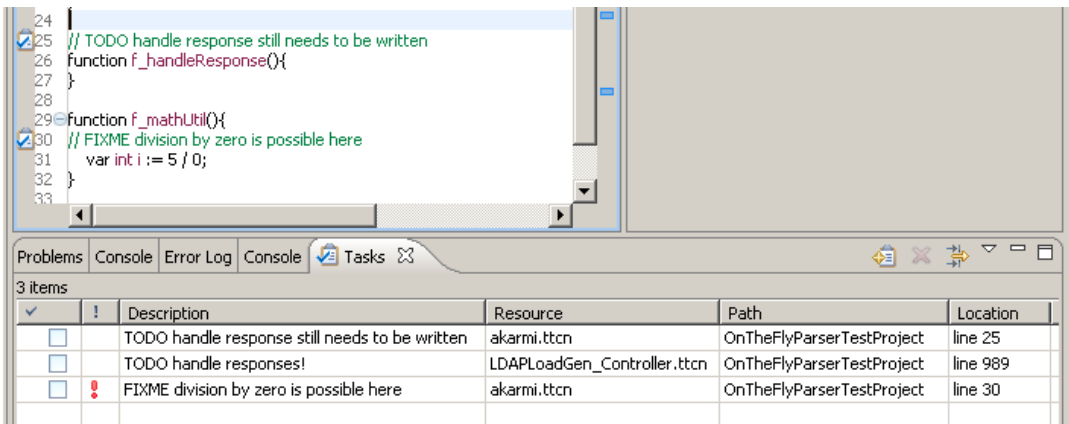 24
25 // TODO handle response still needs to be written
26 function f_handleResponse(){
27 }
28
29 function f_mathUtil(){
30 // FIXME division by zero is possible here
31 var int i := 5 / 0;
32 }
33
Problems Console Error Log Console Tasks
3 items
! Description Resource Path Location
TODO handle response still needs to be written akarmi.ttcn OnTheFlyParserTestProject line 25
TODO handle responses! LDAPLoadGen_Controller.ttcn OnTheFlyParserTestProject line 989
! FIXME division by zero is possible here akarmi.ttcn OnTheFlyParserTestProject line 30